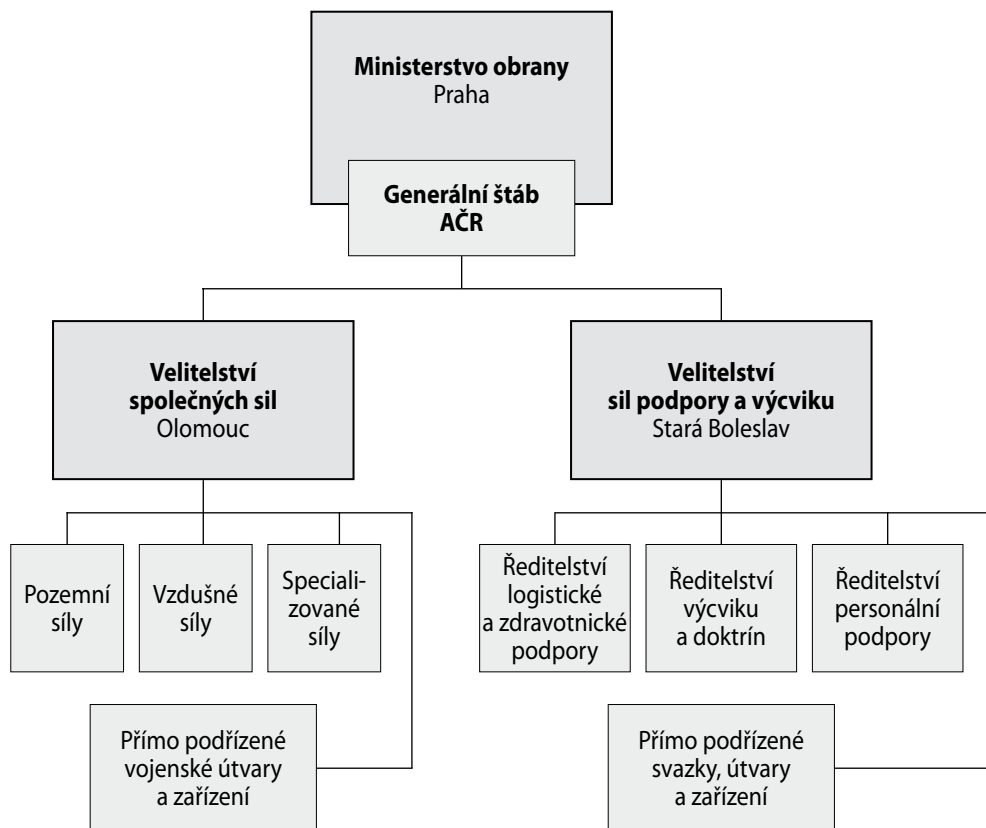 Ministerstvo obrany
Praha
Generální štáb
AČR
Velitelství
společných sil
Olomouc
Velitelství
sil podpory a výcviku
Stará Boleslav
Pozemní
síly
Vzdušné
síly
Speciali-
zované
síly
Ředitelství
logistické
a zdravotnické
podpory
Ředitelství
výcviku
a doktrín
Ředitelství
personální
podpory
Přímo podřízené
vojenské útvary
a zařízení
Přímo podřízené
svazky, útvary
a zařízení